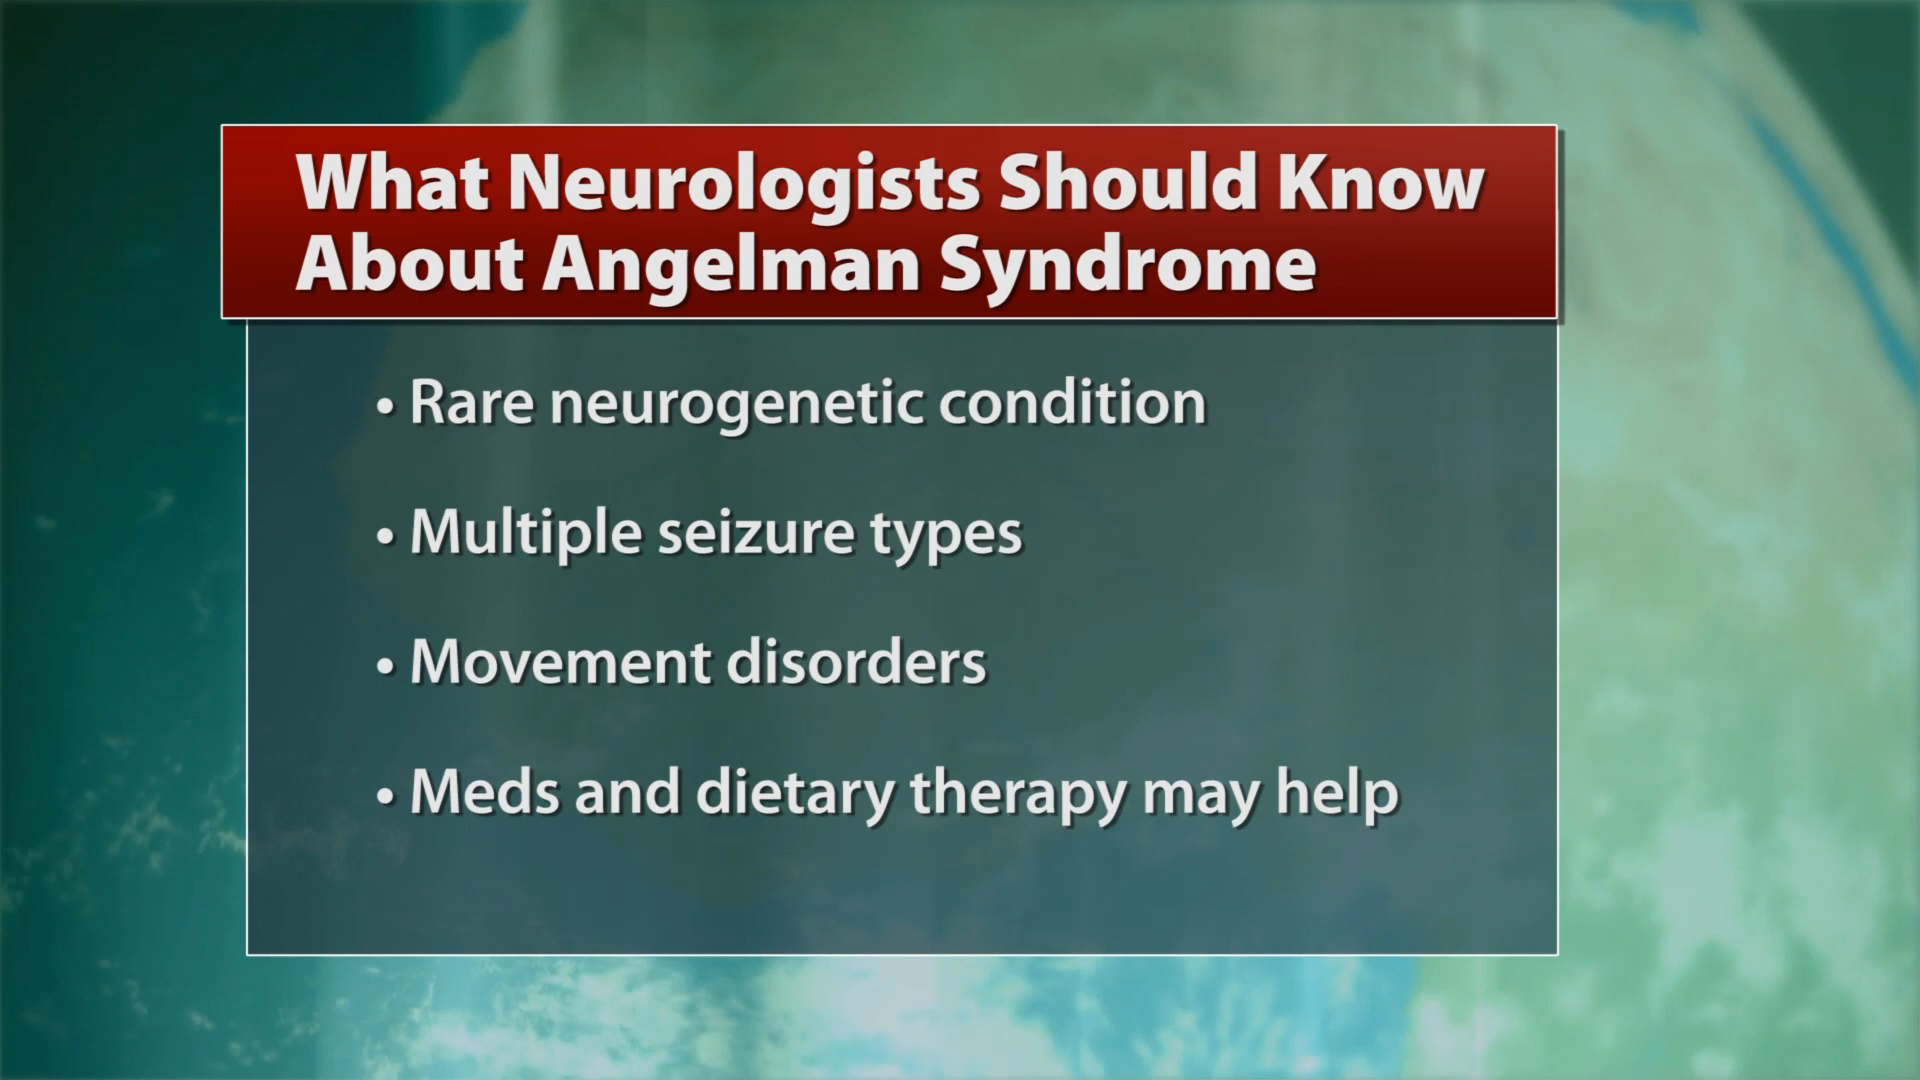 What Neurologists Should Know
About Angelman Syndrome
• Rare neurogenetic condition
• Multiple seizure types
• Movement disorders
• Meds and dietary therapy may help